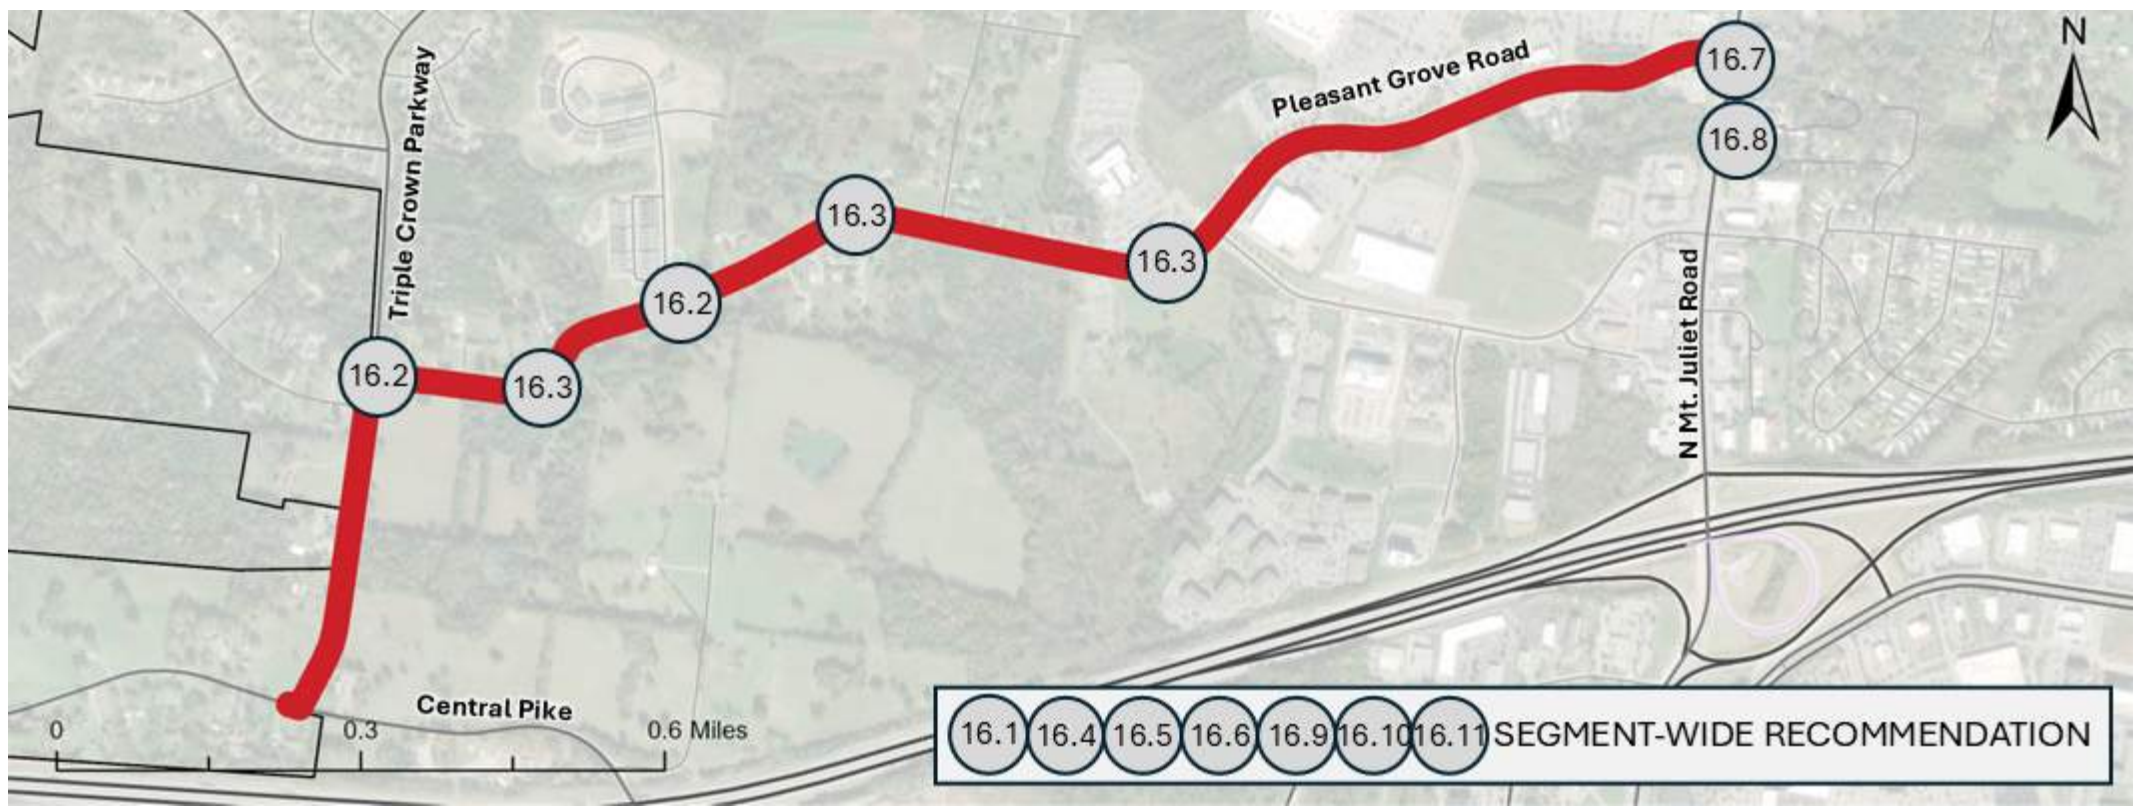 N
16.7
Pleasant Grove Road
16.8
Triple Crown Parkway
16.3
16.3
16.2
N Mt. Juliet Road
16.2
16.3
Central Pike
0 0.3 0.6 Miles
16.1 16.4 16.5 16.6 16.9 16.10 16.11 SEGMENT-WIDE RECOMMENDATION